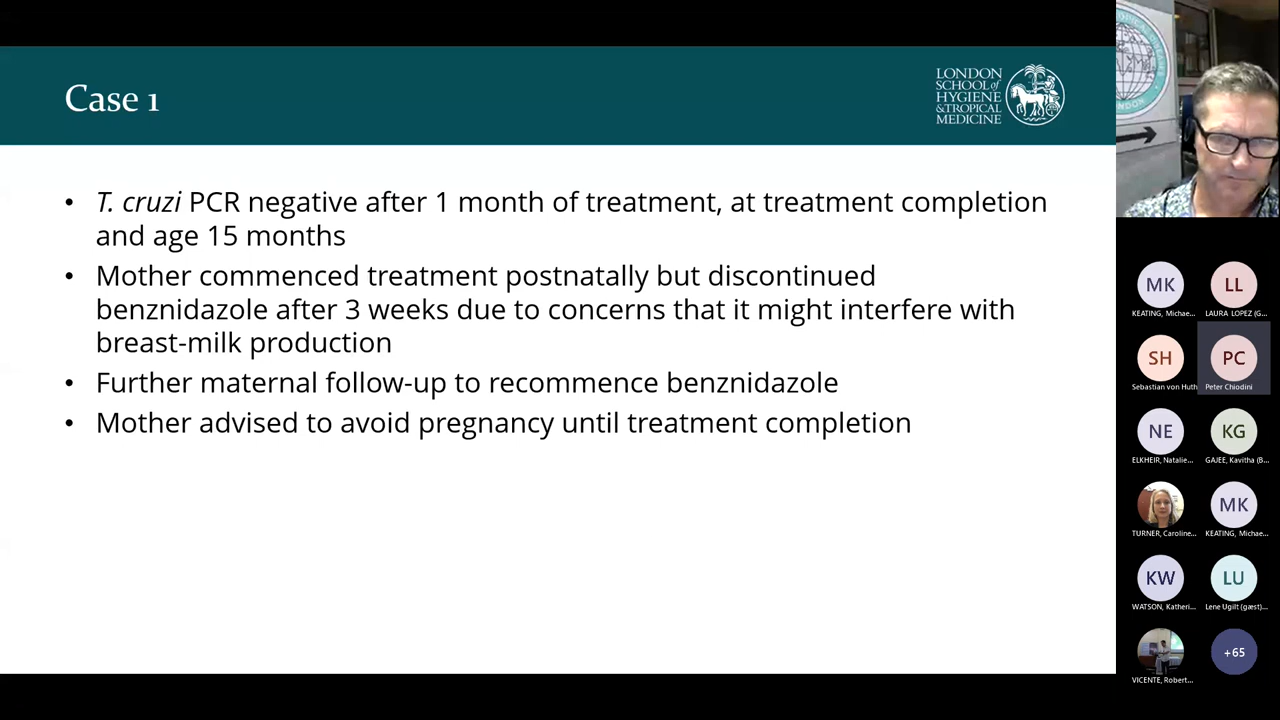 Case 1
LONDON
SCHOOL of
HYGIENE
& TROPICAL
MEDICINE
• T. cruzi PCR negative after 1 month of treatment, at treatment completion
and age 15 months
• Mother commenced treatment postnatally but discontinued
benznidazole after 3 weeks due to concerns that it might interfere with
breast-milk production
• Further maternal follow-up to recommence benznidazole
• Mother advised to avoid pregnancy until treatment completion
MK
LL
KEATING, Michae...
LAURA LOPEZ (G...
SH
PC
Sebastian von Huth
Peter Chiodini
NE
KG
ELKHEIR, Natalie...
GAJEE, Kavitha (B...
MK
TURNER, Caroline...
KEATING, Michae...
KW
LU
WATSON, Katheri...
Lene Ugilt (gæst)...
+65
VICENTE, Robert...